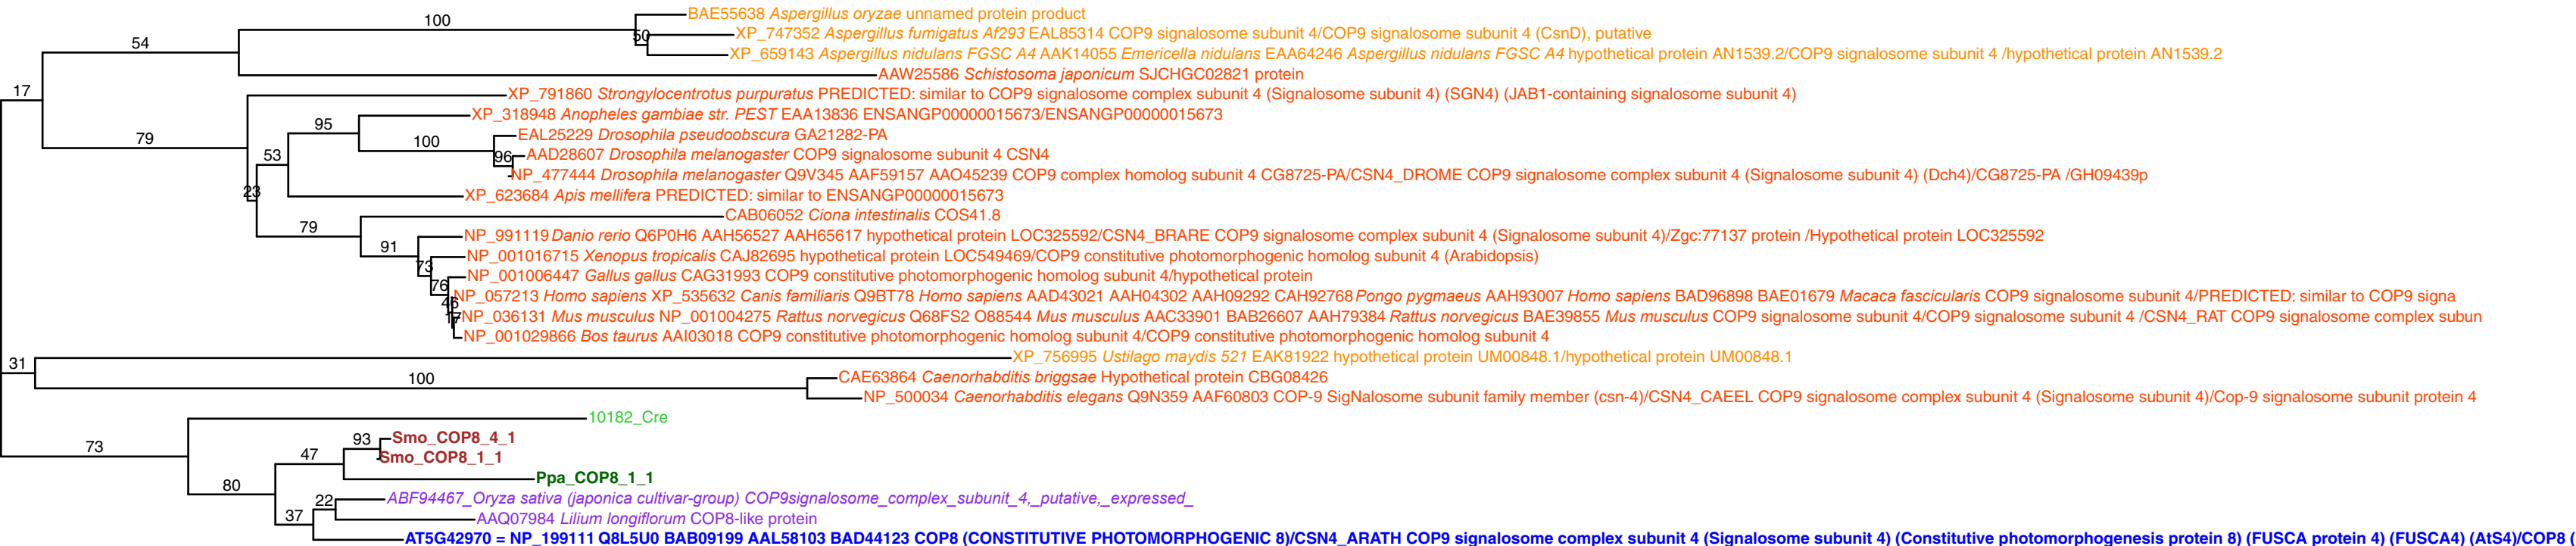 100
BAE55638 Aspergillus oryzae unnamed protein product
50
XP_747352 Aspergillus fumigatus Af293 EAL85314 COP9 signalosome subunit 4/COP9 signalosome subunit 4 (CsnD), putative
54
XP_659143 Aspergillus nidulans FGSC A4 AAK14055 Emericella nidulans EAA64246 Aspergillus nidulans FGSC A4 hypothetical protein AN1539.2/COP9 signalosome subunit 4 /hypothetical protein AN1539.2
AAW25586 Schistosoma japonicum SJCHGC02821 protein
17
XP_791860 Strongylocentrotus purpuratus PREDICTED: similar to COP9 signalosome complex subunit 4 (Signalosome subunit 4) (SGN4) (JAB1-containing signalosome subunit 4)
XP_318948 Anopheles gambiae str. PEST EAA13836 ENSANGP00000015673/ENSANGP00000015673
95
100
EAL25229 Drosophila pseudoobscura GA21282-PA
79
53
96
AAD28607 Drosophila melanogaster COP9 signalosome subunit 4 CSN4
NP_477444 Drosophila melanogaster Q9V345 AAF59157 AAO45239 COP9 complex homolog subunit 4 CG8725-PA/CSN4_DROME COP9 signalosome complex subunit 4 (Signalosome subunit 4) (Dch4)/CG8725-PA /GH09439p
23
XP_623684 Apis mellifera PREDICTED: similar to ENSANGP00000015673
CAB06052 Ciona intestinalis COS41.8
79
NP_991119 Danio rerio Q6P0H6 AAH56527 AAH65617 hypothetical protein LOC325592/CSN4_BRARE COP9 signalosome complex subunit 4 (Signalosome subunit 4)/Zgc:77137 protein /Hypothetical protein LOC325592
91
NP_001016715 Xenopus tropicalis CAJ82695 hypothetical protein LOC549469/COP9 constitutive photomorphogenic homolog subunit 4 (Arabidopsis)
73
NP_001006447 Gallus gallus CAG31993 COP9 constitutive photomorphogenic homolog subunit 4/hypothetical protein
76
NP_057213 Homo sapiens XP_535632 Canis familiaris Q9BT78 Homo sapiens AAD43021 AAH04302 AAH09292 CAH92768 Pongo pygmaeus AAH93007 Homo sapiens BAD96898 BAE01679 Macaca fascicularis COP9 signalosome subunit 4/PREDICTED: similar to COP9 signa
46
NP_036131 Mus musculus NP_001004275 Rattus norvegicus Q68FS2 O88544 Mus musculus AAC33901 BAB26607 AAH79384 Rattus norvegicus BAE39855 Mus musculus COP9 signalosome subunit 4/COP9 signalosome subunit 4 /CSN4_RAT COP9 signalosome complex subun
NP_001029866 Bos taurus AAI03018 COP9 constitutive photomorphogenic homolog subunit 4/COP9 constitutive photomorphogenic homolog subunit 4
31
XP_756995 Ustilago maydis 521 EAK81922 hypothetical protein UM00848.1/hypothetical protein UM00848.1
100
CAE63864 Caenorhabditis briggsae Hypothetical protein CBG08426
NP_500034 Caenorhabditis elegans Q9N359 AAF60803 COP-9 SigNalosome subunit family member (csn-4)/CSN4_CAEEL COP9 signalosome complex subunit 4 (Signalosome subunit 4)/Cop-9 signalosome subunit protein 4
10182_Cre
73
93
Smo_COP8_4_1
47
Smo_COP8_1_1
Ppa_COP8_1_1
80
22
ABF94467_Oryza sativa (japonica cultivar-group) COP9signalosome_complex_subunit_4,_putative,_expressed_
37
AAQ07984 Lilium longiflorum COP8-like protein
AT5G42970 = NP_199111 Q8L5U0 BAB09199 AAL58103 BAD44123 COP8 (CONSTITUTIVE PHOTOMORPHOGENIC 8)/CSN4_ARATH COP9 signalosome complex subunit 4 (Signalosome subunit 4) (Constitutive photomorphogenesis protein 8) (FUSCA protein 4) (FUSCA4) (AtS4)/COP8 (